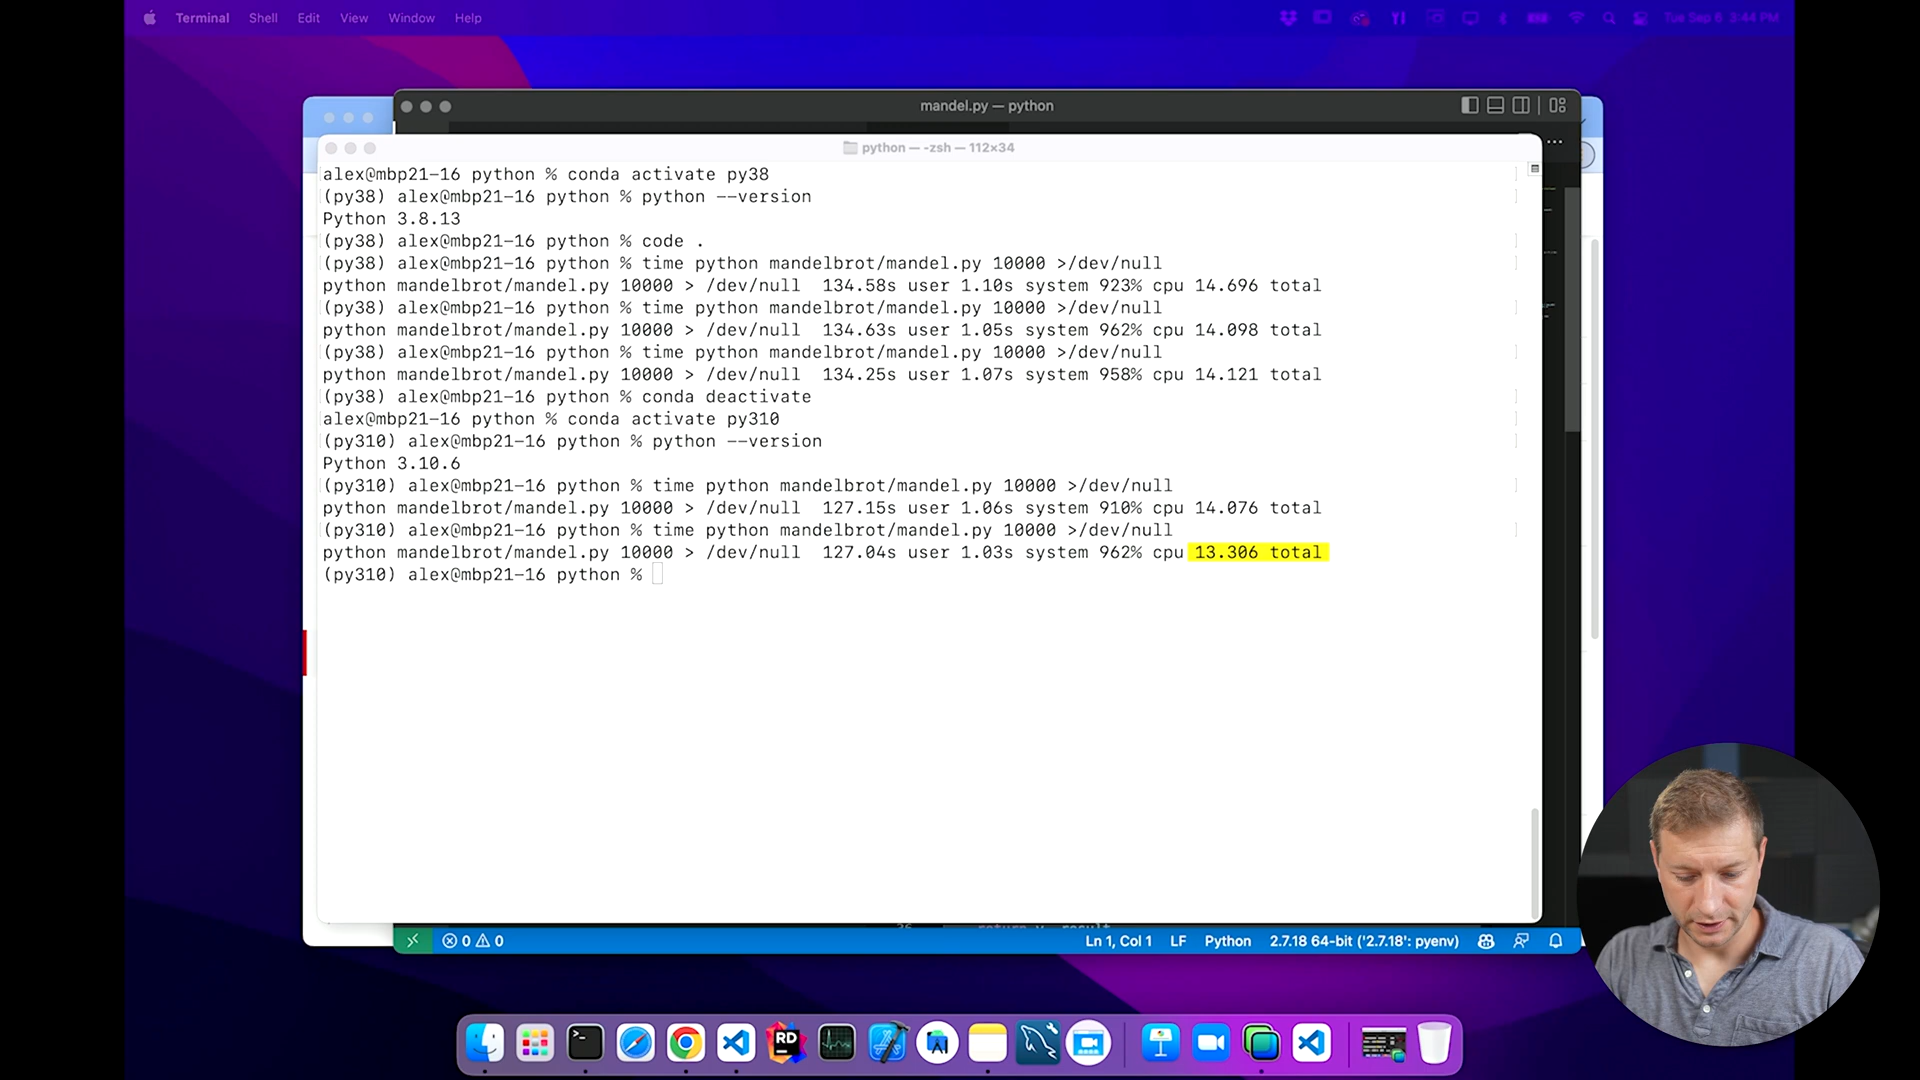 Terminal Shell Edit View Window Help
Tue Sep 6 3:44 PM
mandel.py — python
python — -zsh — 112×34
alex@mbp21-16 python % conda activate py38
(py38) alex@mbp21-16 python % python --version
Python 3.8.13
(py38) alex@mbp21-16 python % code .
(py38) alex@mbp21-16 python % time python mandelbrot/mandel.py 10000 >/dev/null
python mandelbrot/mandel.py 10000 > /dev/null  134.58s user 1.10s system 923% cpu 14.696 total
(py38) alex@mbp21-16 python % time python mandelbrot/mandel.py 10000 >/dev/null
python mandelbrot/mandel.py 10000 > /dev/null  134.63s user 1.05s system 962% cpu 14.098 total
(py38) alex@mbp21-16 python % time python mandelbrot/mandel.py 10000 >/dev/null
python mandelbrot/mandel.py 10000 > /dev/null  134.25s user 1.07s system 958% cpu 14.121 total
(py38) alex@mbp21-16 python % conda deactivate
alex@mbp21-16 python % conda activate py310
(py310) alex@mbp21-16 python % python --version
Python 3.10.6
(py310) alex@mbp21-16 python % time python mandelbrot/mandel.py 10000 >/dev/null
python mandelbrot/mandel.py 10000 > /dev/null  127.15s user 1.06s system 910% cpu 14.076 total
(py310) alex@mbp21-16 python % time python mandelbrot/mandel.py 10000 >/dev/null
python mandelbrot/mandel.py 10000 > /dev/null  127.04s user 1.03s system 962% cpu 13.306 total
(py310) alex@mbp21-16 python %
0 0 Ln 1, Col 1 LF Python 2.7.18 64-bit ('2.7.18': pyenv)
RD